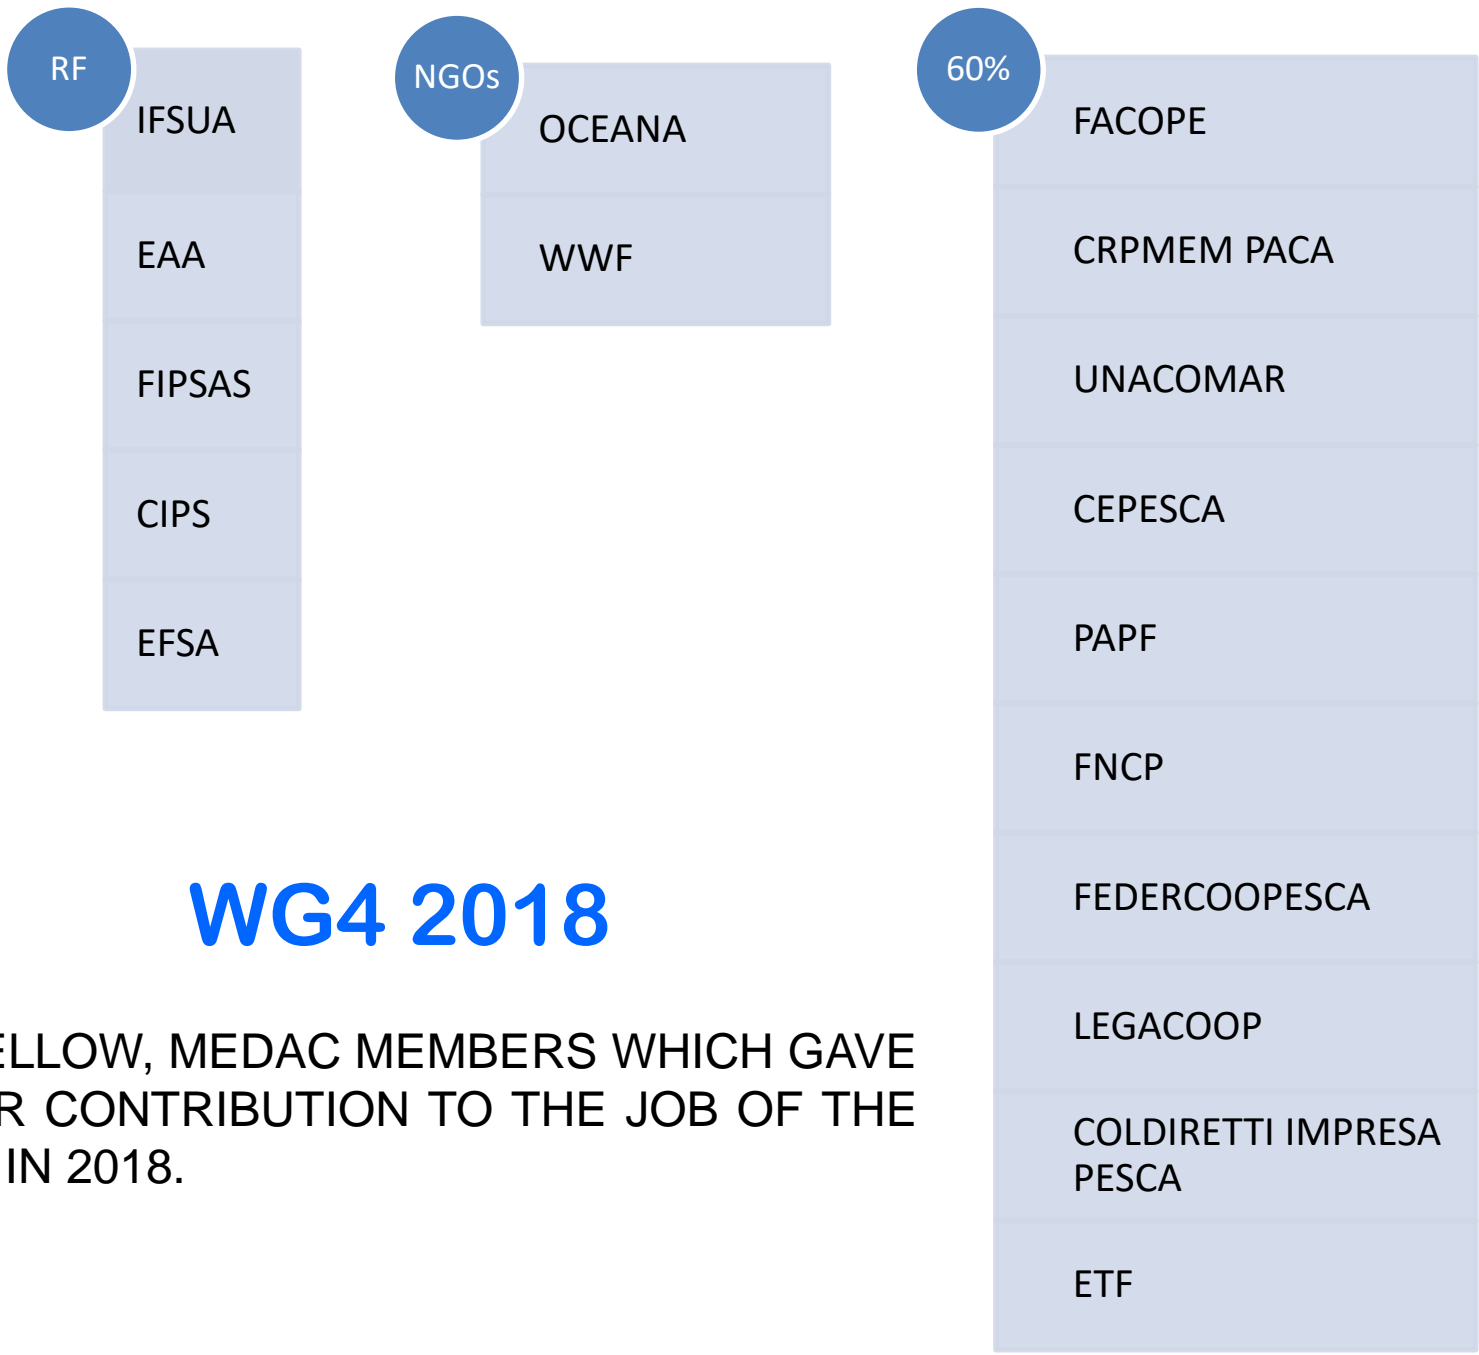 RF
IFSUA
EAA
FIPSAS
CIPS
EFSA
NGOs
OCEANA
WWF
60%
FACOPE
CRPMEM PACA
UNACOMAR
CEPESCA
PAPF
FNCP
FEDERCOOPESCA
LEGACOOP
COLDIRETTI IMPRESA
PESCA
ETF
WG4 2018
MEDAC MEMBERS WHICH GAVE
CONTRIBUTION TO THE JOB OF THE
IN 2018.